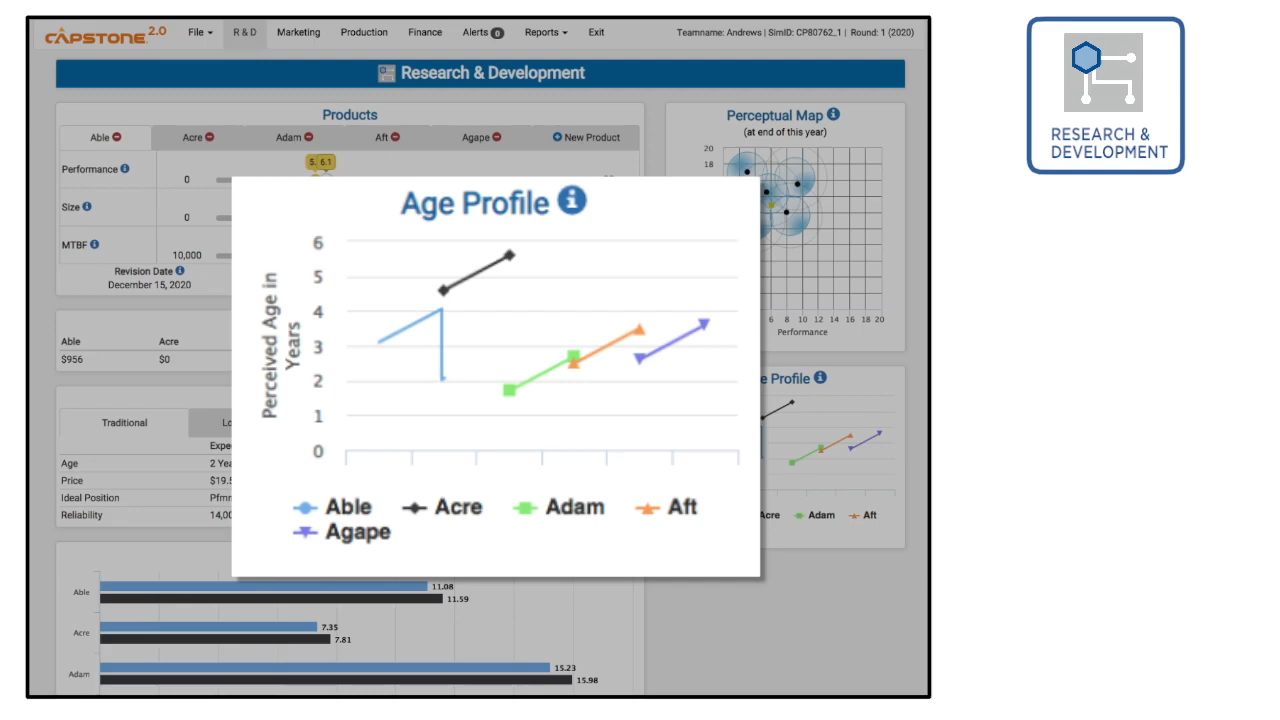 CAPSTONE 2.0 File R & D Marketing Production Finance Alerts 0 Reports Exit Teamname: Andrews | SimID: CP80762_1 | Round: 1 (2020)
Research & Development
Products
Able Acre Adam Aft Agape New Product
Performance 5. 6.1
0
Size
0
MTBF
10,000
Revision Date
December 15, 2020
Able Acre
$956 $0
Traditional
Age 2
Price $19.5
Ideal Position Pfmr
Reliability 14,00
Able 11.08
11.59
Acre 7.35
7.81
Adam 15.23
15.98
Perceptual Map
(at end of this year)
20
18
6 8 10 12 14 16 18 20
Performance
e Profile
Acre Adam Aft
Age Profile
Perceived Age in
Years
6
5
4
3
2
1
0
Able Acre Adam Aft
Agape
RESEARCH &
DEVELOPMENT